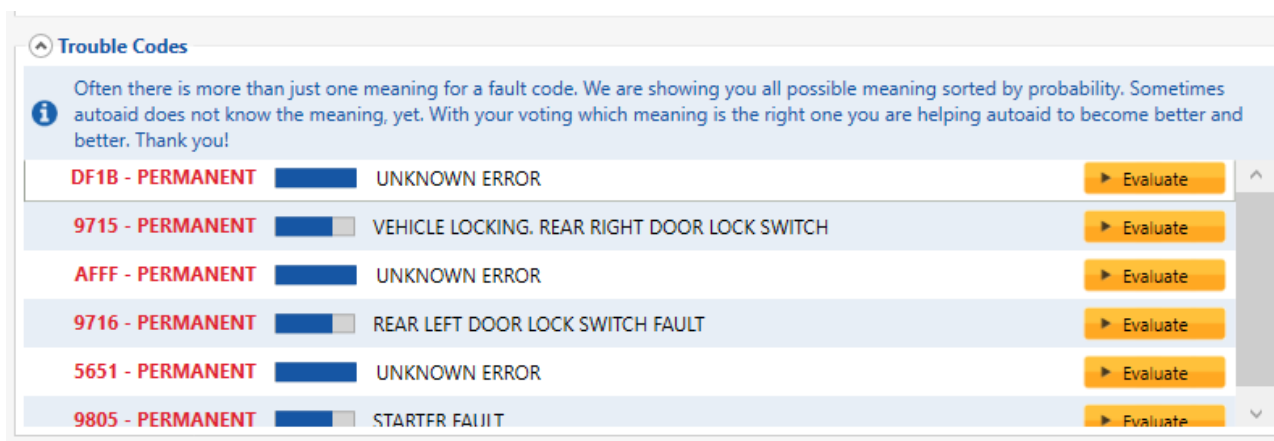 Trouble Codes
Often there is more than just one meaning for a fault code. We are showing you all possible meaning sorted by probability. Sometimes
autoaid does not know the meaning, yet. With your voting which meaning is the right one you are helping autoaid to become better and
better. Thank you!
DF1B - PERMANENT UNKNOWN ERROR Evaluate
9715 - PERMANENT VEHICLE LOCKING. REAR RIGHT DOOR LOCK SWITCH Evaluate
AFFF - PERMANENT UNKNOWN ERROR Evaluate
9716 - PERMANENT REAR LEFT DOOR LOCK SWITCH FAULT Evaluate
5651 - PERMANENT UNKNOWN ERROR Evaluate
9805 - PERMANENT STARTER FAULT Evaluate